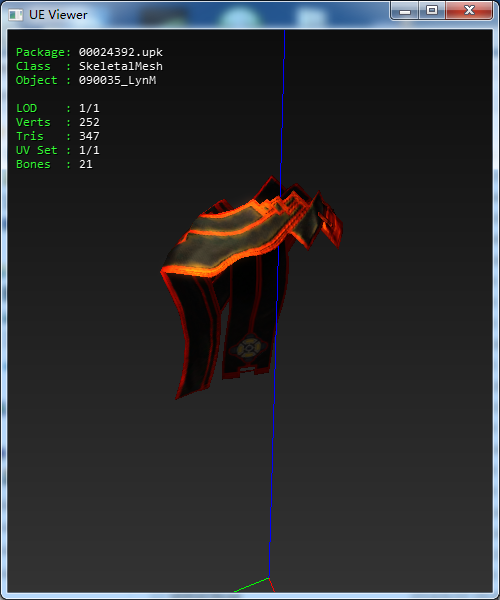 UE Viewer
Package: 00024392.upk
Class : SkeletalMesh
Object : 090035_LynM
LOD : 1/1
Verts : 252
Tris : 347
UV Set : 1/1
Bones : 21